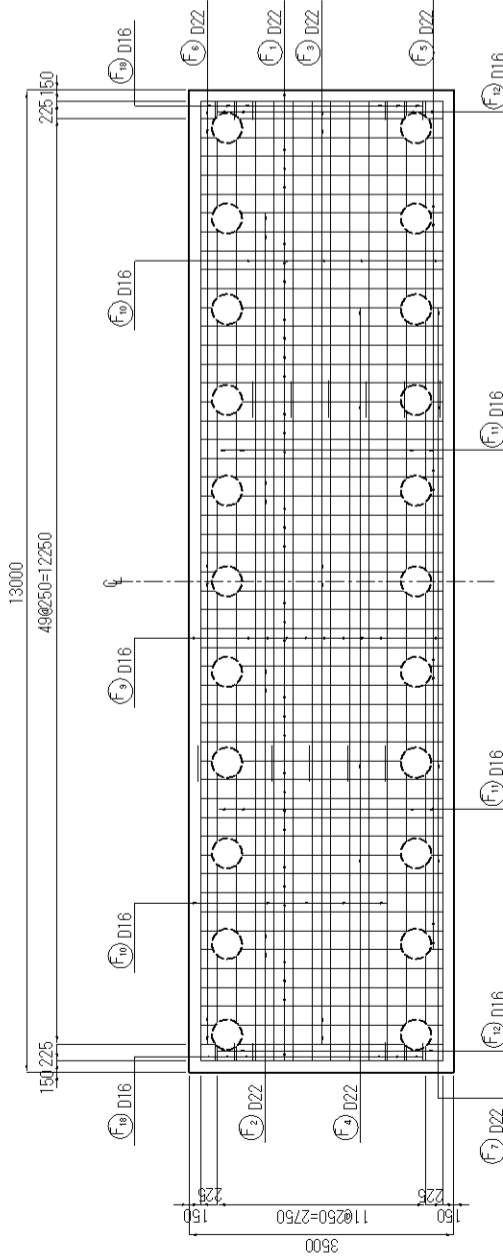 13000
150 225 49@250=12250 225 150
F18 D16
F10 D16
F9 D16
F10 D16
F18 D16
CL
F2 D22
F4 D22
F6 D22
F1 D22
F3 D22
F5 D22
3500
150 225 11@250=2750 225 150
F7 D22
F12 D16
F11 D16
F11 D16
F12 D16